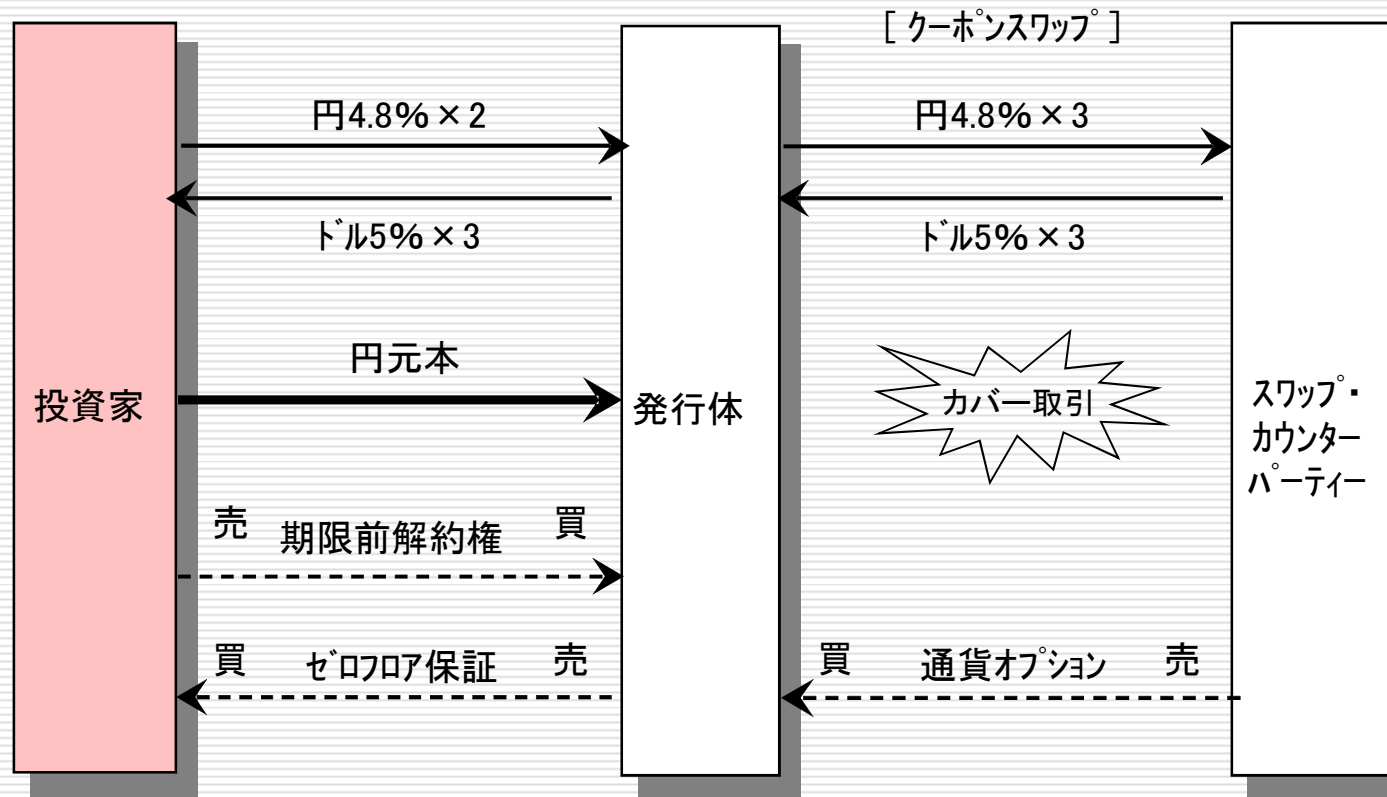 [ クーポンスワップ ]
円4.8％×2
円4.8％×3
ドル5％×3
ドル5％×3
円元本
投資家
発行体
カバー取引
スワップ・
カウンター
パーティー
売 期限前解約権 買
買 ゼロフロア保証 売
買 通貨オプション 売